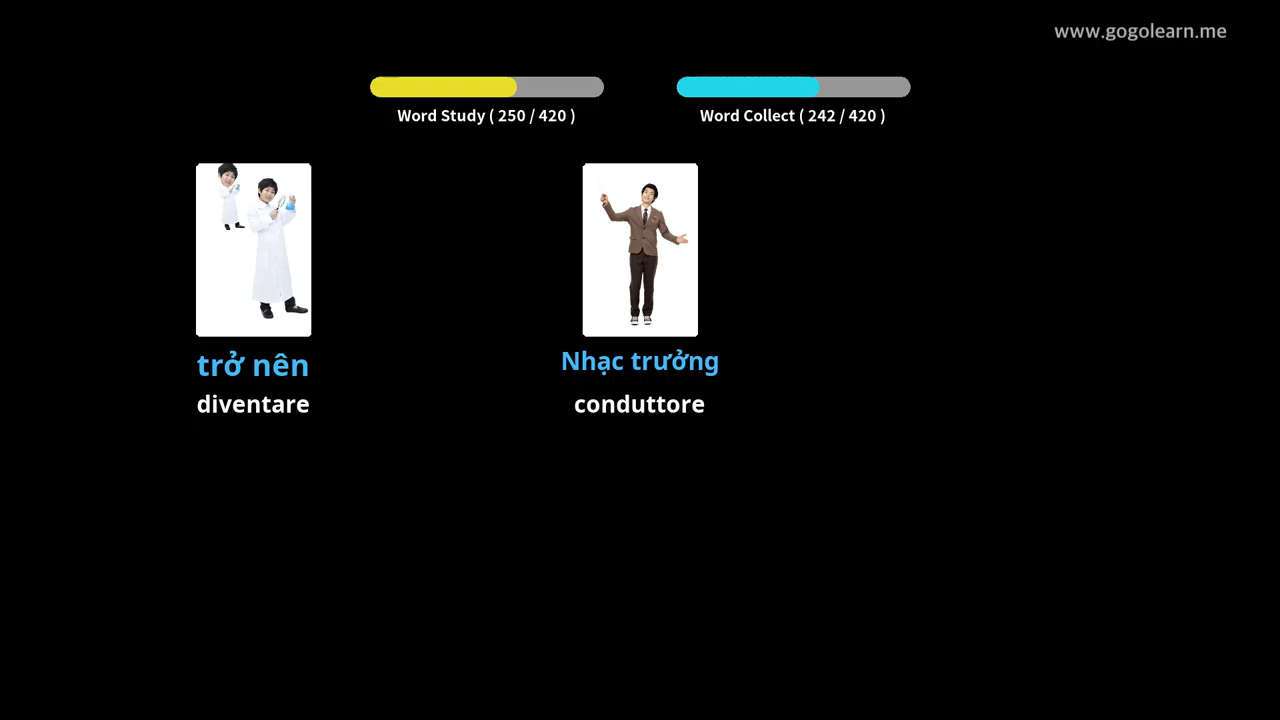 www.gogolearn.me
Word Study ( 250 / 420 )
Word Collect ( 242 / 420 )
trở nên
diventare
Nhạc trưởng
conduttore